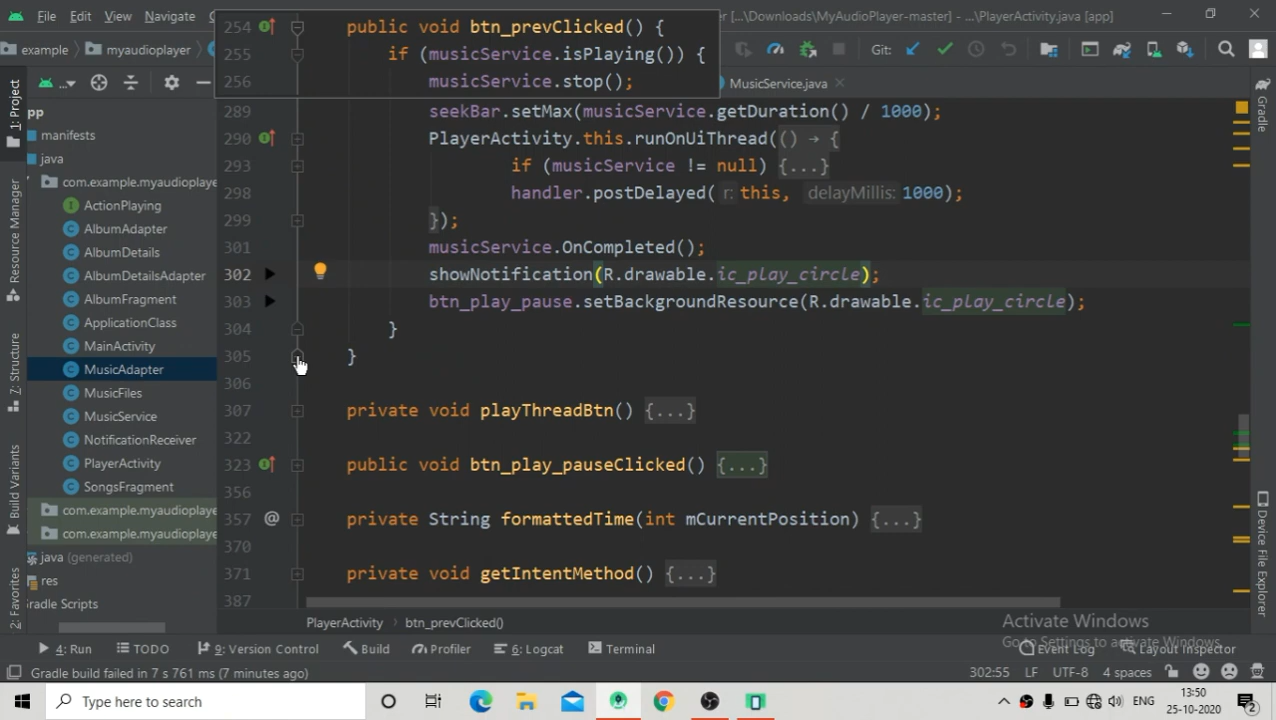 File Edit View Navigate [...\Downloads\MyAudioPlayer-master] - ...\PlayerActivity.java [app]
example myaudioplayer Git:
... MusicService.java
254 public void btn_prevClicked() {
255 if (musicService.isPlaying()) {
256 musicService.stop();
289 seekBar.setMax(musicService.getDuration() / 1000);
290 PlayerActivity.this.runOnUiThread(() → {
293 if (musicService != null) {...}
298 handler.postDelayed( r: this, delayMillis: 1000);
299 });
301 musicService.OnCompleted();
302 showNotification(R.drawable.ic_play_circle);
303 btn_play_pause.setBackgroundResource(R.drawable.ic_play_circle);
304 }
305 }
306
307 private void playThreadBtn() {...}
322
323 public void btn_play_pauseClicked() {...}
356
357 @ private String formattedTime(int mCurrentPosition) {...}
370
371 private void getIntentMethod() {...}
387
1: Project
Resource Manager
Z: Structure
Build Variants
2: Favorites
pp
manifests
java
com.example.myaudioplaye
ActionPlaying
AlbumAdapter
AlbumDetails
AlbumDetailsAdapter
AlbumFragment
ApplicationClass
MainActivity
MusicAdapter
MusicFiles
MusicService
NotificationReceiver
PlayerActivity
SongsFragment
com.example.myaudioplaye
com.example.myaudioplaye
java (generated)
res
radle Scripts
Gradle
Device File Explorer
PlayerActivity btn_prevClicked()
Activate Windows
Go to Settings to activate Windows.
4: Run TODO 9: Version Control Build Profiler 6: Logcat Terminal Event Log Layout Inspector
Gradle build failed in 7 s 761 ms (7 minutes ago) 302:55 LF UTF-8 4 spaces
Type here to search ENG 13:50
25-10-2020 2